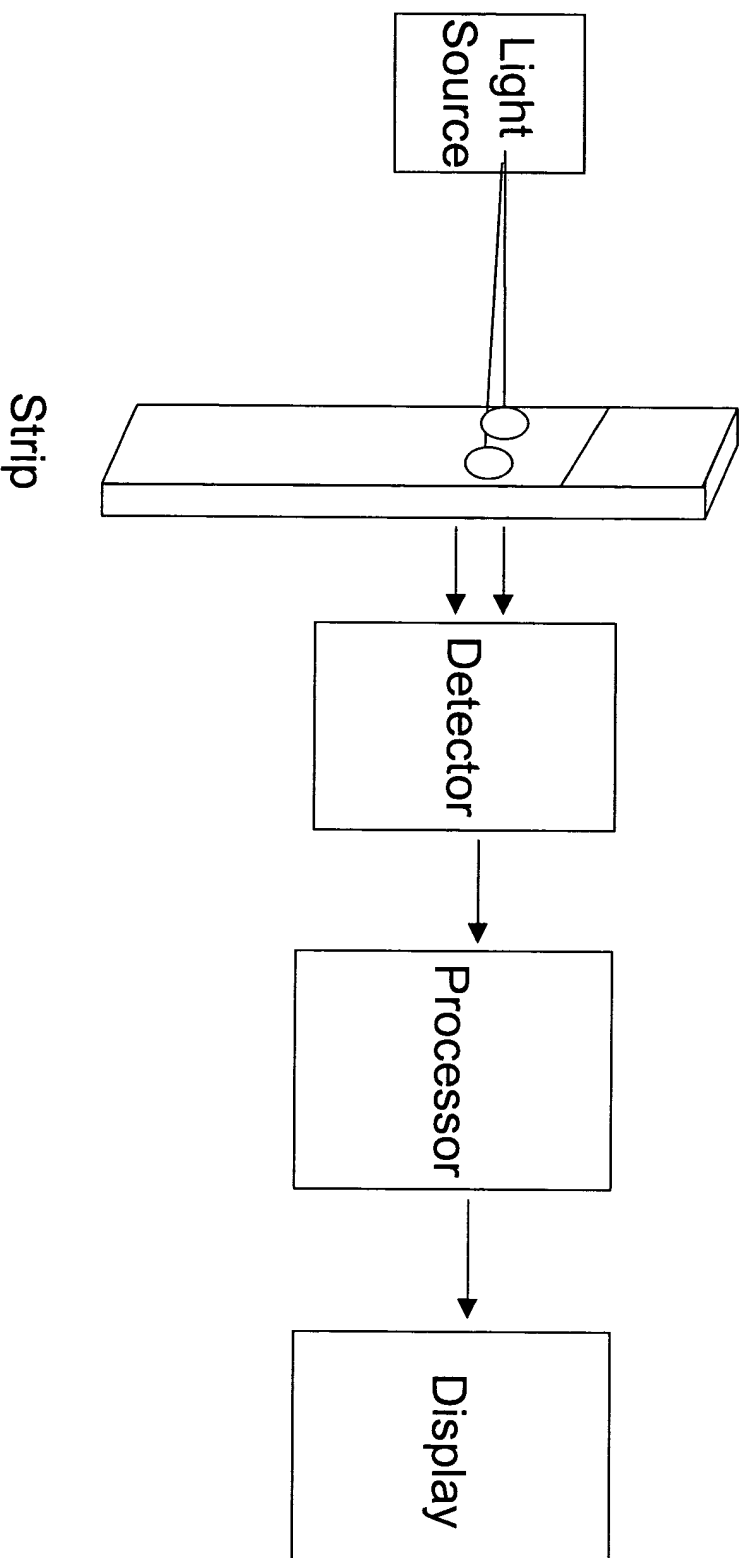 Light
Source
Strip
Detector
Processor
Display